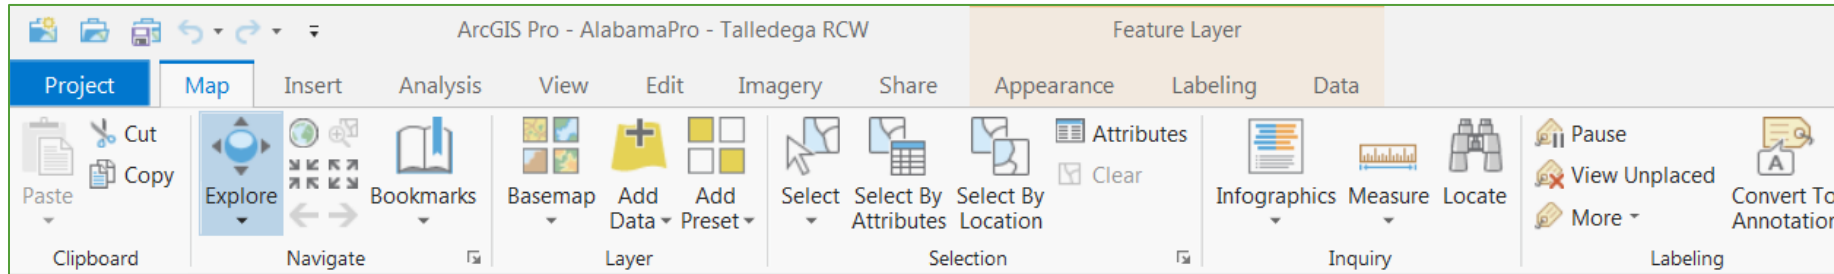 ArcGIS Pro - AlabamaPro - Talledega RCW
Feature Layer
Project Map Insert Analysis View Edit Imagery Share Appearance Labeling Data
Paste
Cut
Copy
Clipboard
Explore
Bookmarks
Navigate
Basemap
Add
Data
Add
Preset
Layer
Select
Select By
Attributes
Select By
Location
Attributes
Clear
Selection
Infographics
Measure
Locate
Inquiry
Pause
View Unplaced
More
A
Convert To
Annotation
Labeling